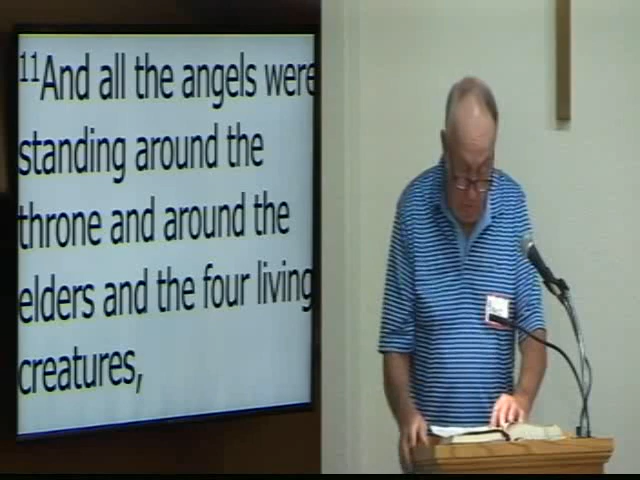 11And all the angels were
standing around the
throne and around the
elders and the four living
creatures,